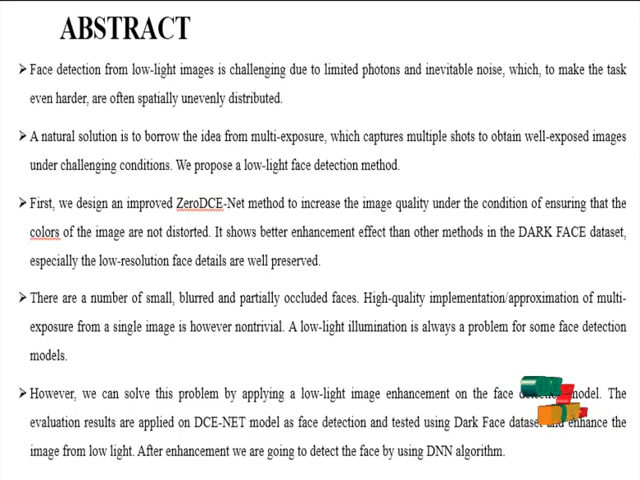 ABSTRACT
➢ Face detection from low-light images is challenging due to limited photons and inevitable noise, which, to make the task
even harder, are often spatially unevenly distributed.
➢ A natural solution is to borrow the idea from multi-exposure, which captures multiple shots to obtain well-exposed images
under challenging conditions. We propose a low-light face detection method.
➢ First, we design an improved ZeroDCE-Net method to increase the image quality under the condition of ensuring that the
colors of the image are not distorted. It shows better enhancement effect than other methods in the DARK FACE dataset,
especially the low-resolution face details are well preserved.
➢ There are a number of small, blurred and partially occluded faces. High-quality implementation/approximation of multi-
exposure from a single image is however nontrivial. A low-light illumination is always a problem for some face detection
models.
➢ However, we can solve this problem by applying a low-light image enhancement on the face model. The
evaluation results are applied on DCE-NET model as face detection and tested using Dark Face dataset and enhance the
image from low light. After enhancement we are going to detect the face by using DNN algorithm.